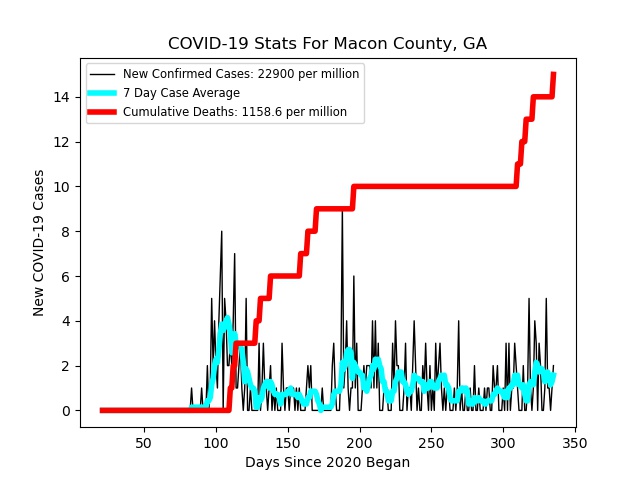 COVID-19 Stats For Macon County, GA
New Confirmed Cases: 22900 per million
7 Day Case Average
Cumulative Deaths: 1158.6 per million
New COVID-19 Cases
14
12
10
8
6
4
2
0
50
100
150
200
250
300
350
Days Since 2020 Began